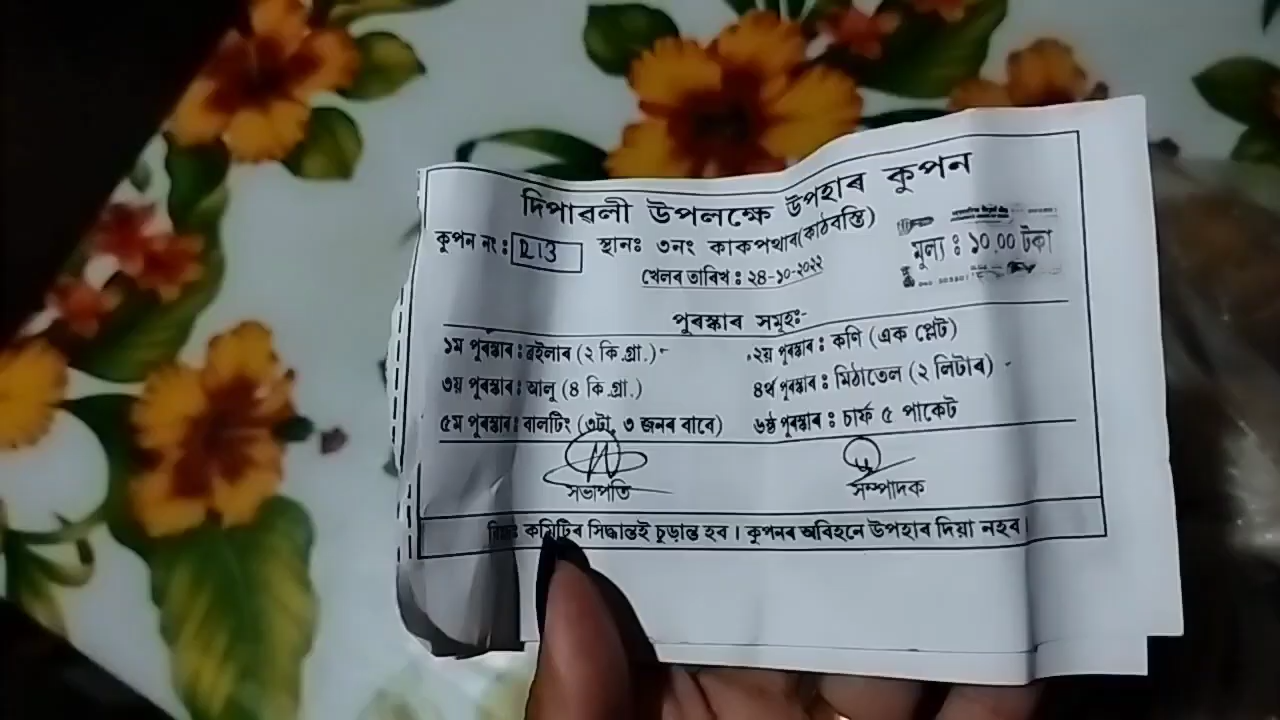 দিপাৱলী উপলক্ষে উপহাৰ কুপন
কুপন নং : 213 স্থানঃ ৩নং কাকপথাৰ(কাঠবস্তি)
মূল্য : ১০.০০ টকা
খেলৰ তাৰিখ : ২৪-১০-২০২২
পুৰস্কাৰ সমূহঃ-
১ম পুৰস্কাৰ : ব্ৰইলাৰ (২ কি.গ্ৰা.) ২য় পুৰস্কাৰ : কণি (এক প্লেট)
৩য় পুৰস্কাৰ : আলু (৪ কি.গ্ৰা.) ৪ৰ্থ পুৰস্কাৰ : মিঠাতেল (২ লিটাৰ)
৫ম পুৰস্কাৰ : বালটিং (৩টা, ৩ জনৰ বাবে) ৬ষ্ঠ পুৰস্কাৰ : চাৰ্ফ ৫ পাকেট
সভাপতি সম্পাদক
কমিটিৰ সিদ্ধান্তই চুড়ান্ত হব । কুপনৰ অবিহনে উপহাৰ দিয়া নহব ।